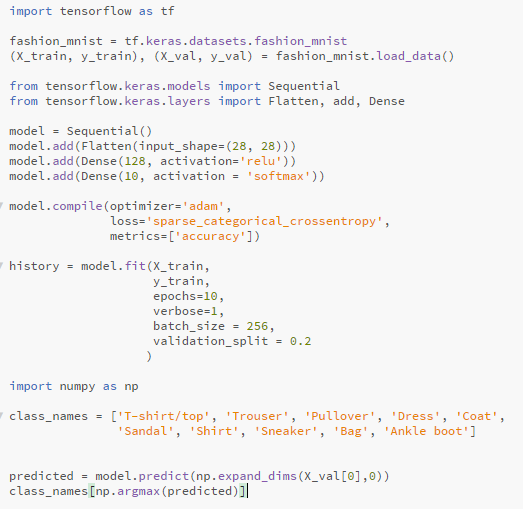 import tensorflow as tf
fashion_mnist = tf.keras.datasets.fashion_mnist
(X_train, y_train), (X_val, y_val) = fashion_mnist.load_data()
from tensorflow.keras.models import Sequential
from tensorflow.keras.layers import Flatten, add, Dense
model = Sequential()
model.add(Flatten(input_shape=(28, 28)))
model.add(Dense(128, activation='relu'))
model.add(Dense(10, activation = 'softmax'))
model.compile(optimizer='adam',
loss='sparse_categorical_crossentropy',
metrics=['accuracy'])
history = model.fit(X_train,
y_train,
epochs=10,
verbose=1,
batch_size = 256,
validation_split = 0.2
)
import numpy as np
class_names = ['T-shirt/top', 'Trouser', 'Pullover', 'Dress', 'Coat',
'Sandal', 'Shirt', 'Sneaker', 'Bag', 'Ankle boot']
predicted = model.predict(np.expand_dims(X_val[0],0))
class_names[np.argmax(predicted)]